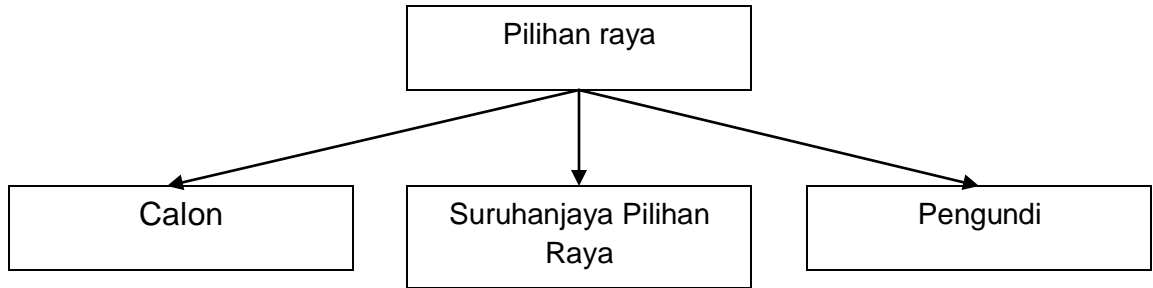 Pilihan raya
Calon
Suruhanjaya Pilihan
Raya
Pengundi